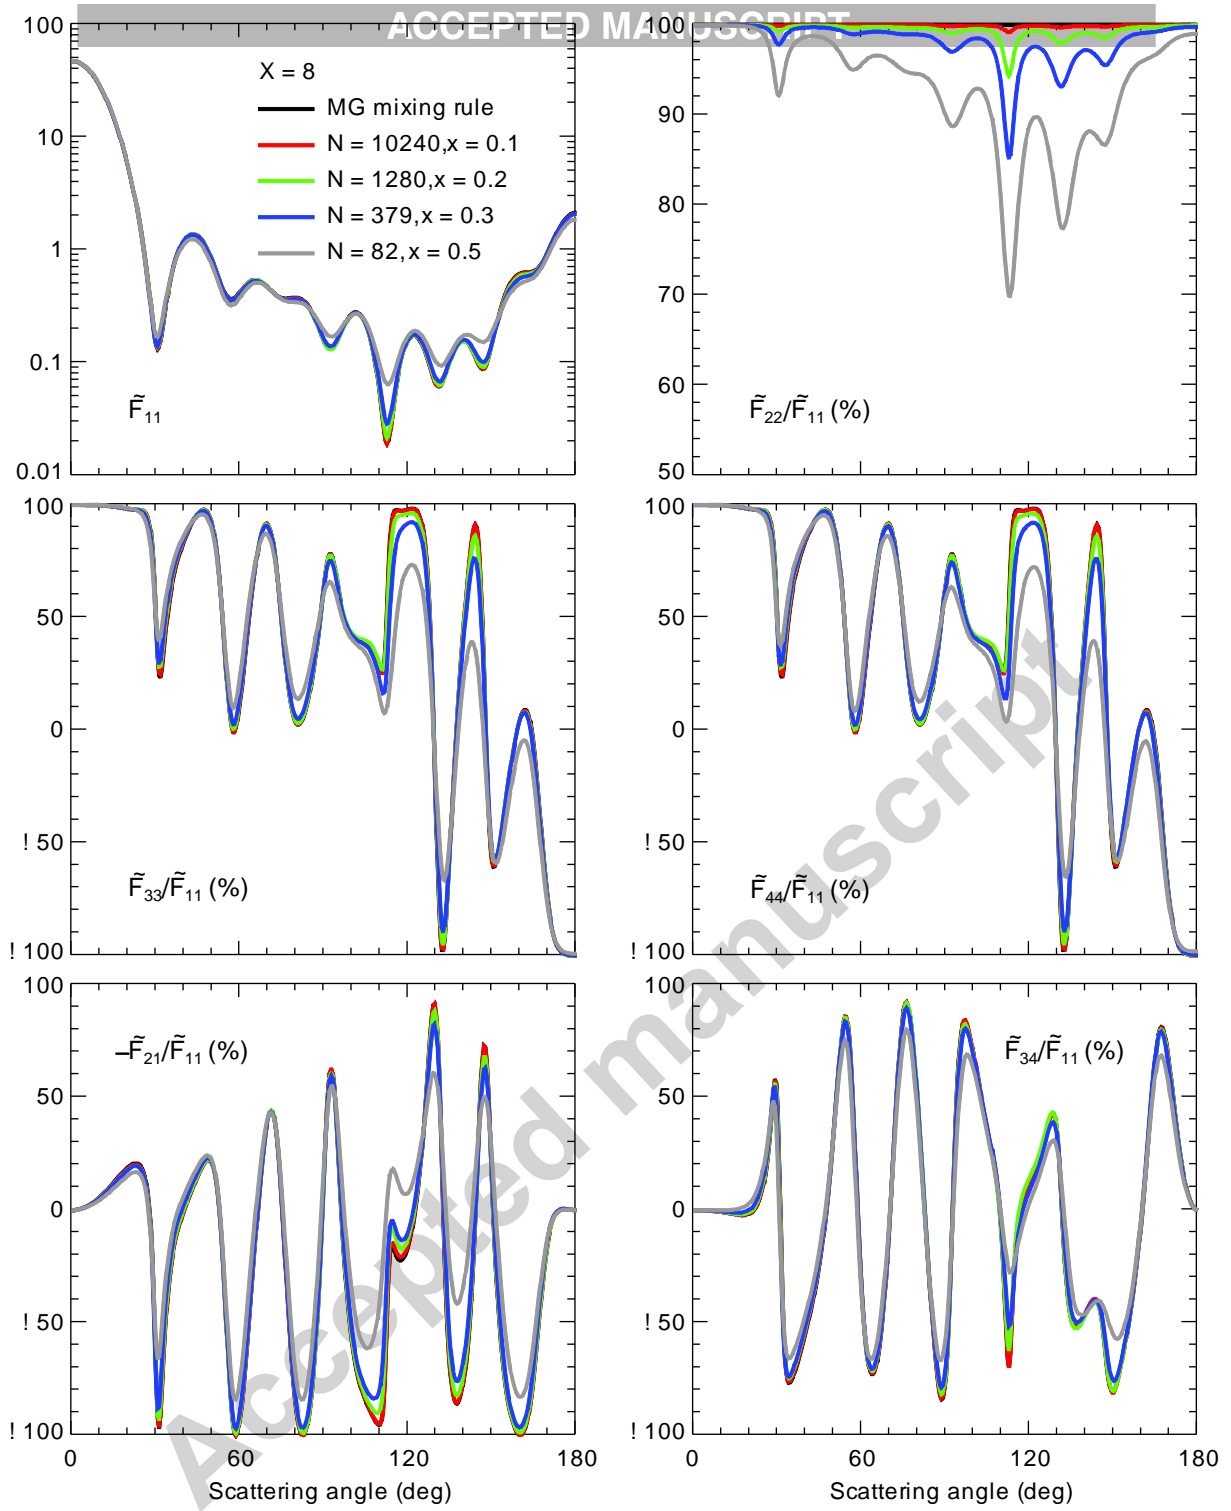 ACCEPTED MANUSCRIPT
100
10
1
0.1
0.01
X = 8
MG mixing rule
N = 10240, x = 0.1
N = 1280, x = 0.2
N = 379, x = 0.3
N = 82, x = 0.5
F̃11
100
90
80
70
60
50
F̃22/F̃11 (%)
100
50
0
! 50
! 100
F̃33/F̃11 (%)
100
50
0
! 50
! 100
F̃44/F̃11 (%)
100
50
0
! 50
! 100
–F̃21/F̃11 (%)
0 60 120 180
Scattering angle (deg)
100
50
0
! 50
! 100
F̃34/F̃11 (%)
0 60 120 180
Scattering angle (deg)
Accepted manuscript